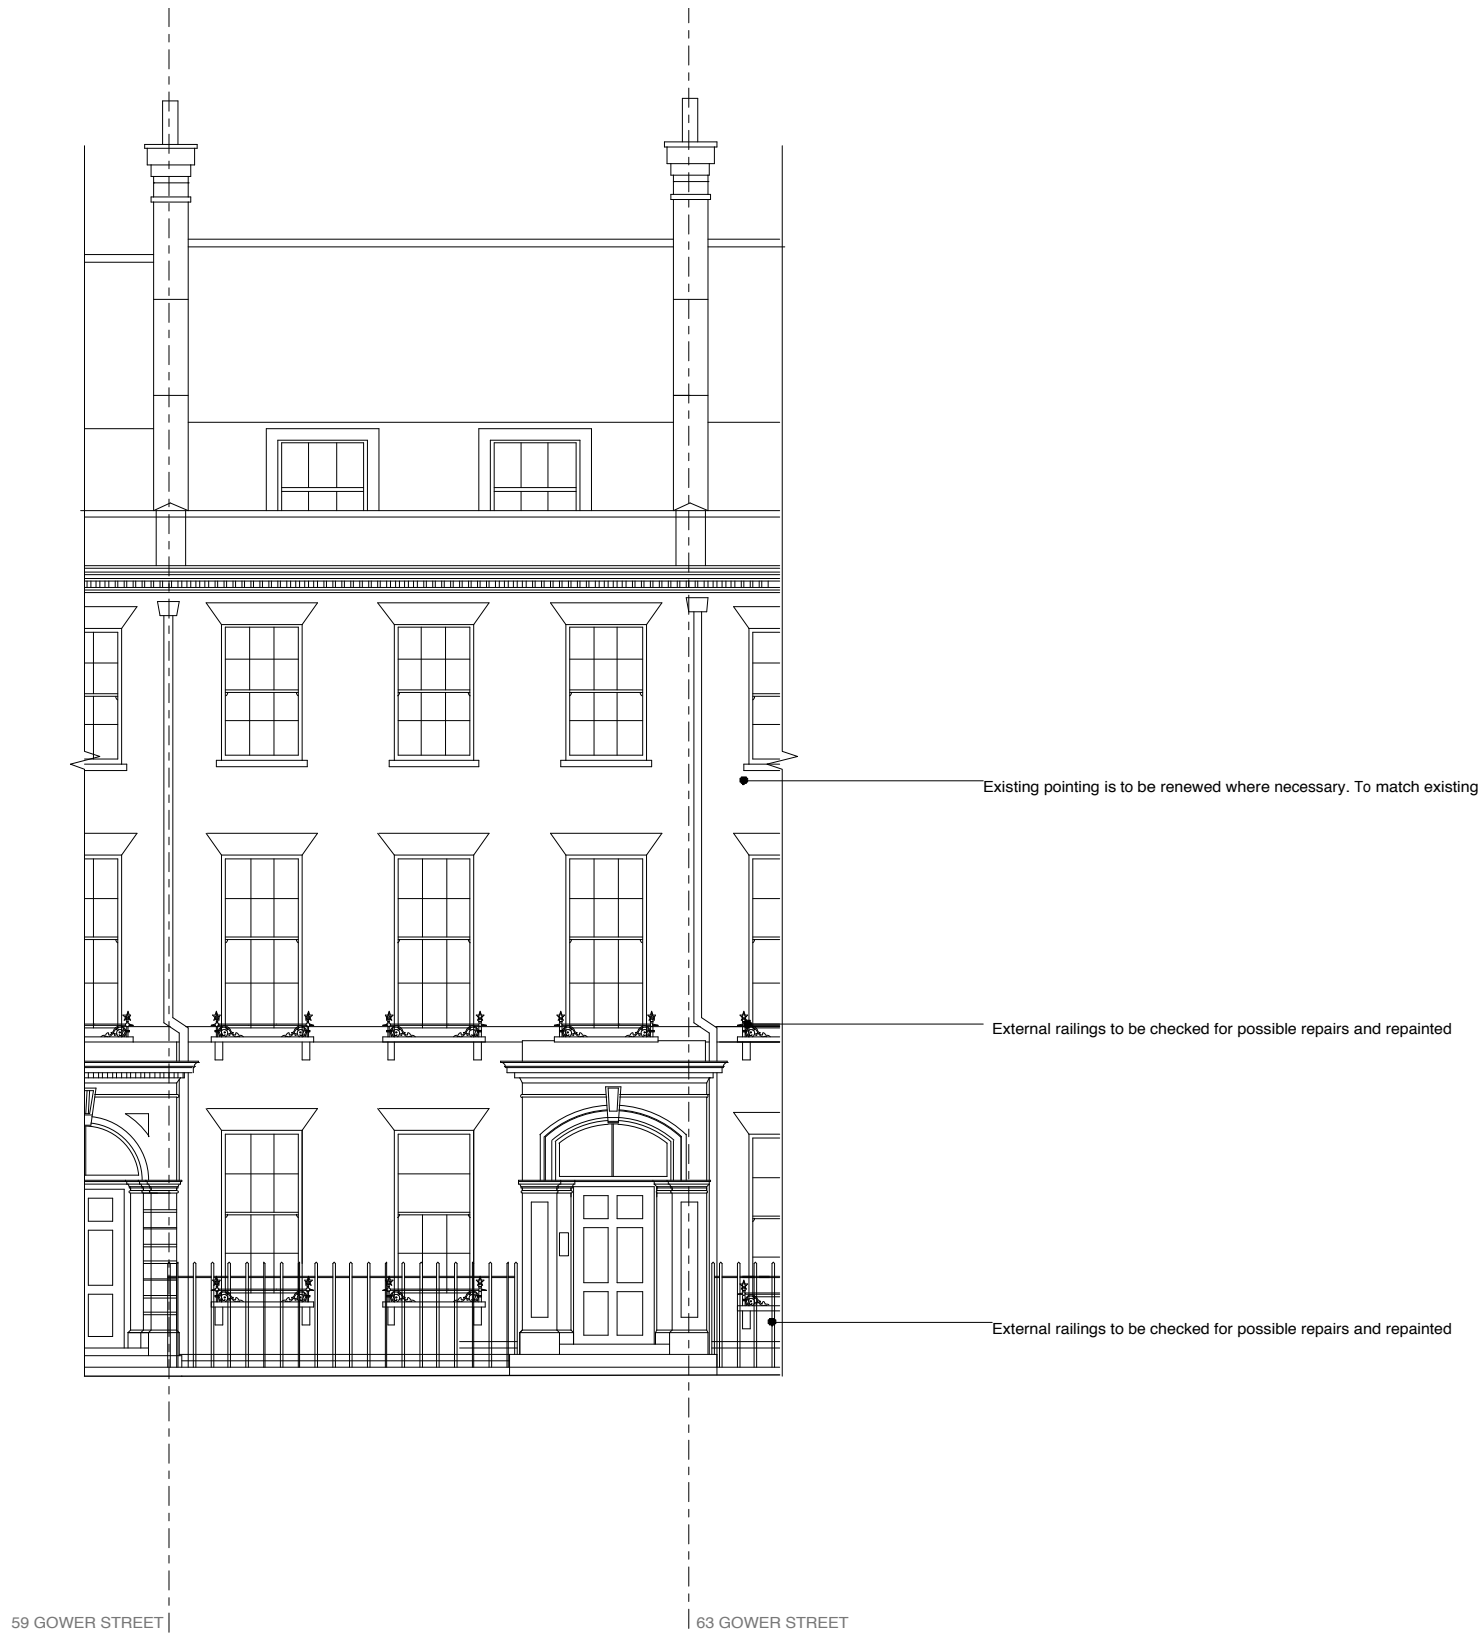 Existing pointing is to be renewed where necessary. To match existing
External railings to be checked for possible repairs and repainted
External railings to be checked for possible repairs and repainted
59 GOWER STREET
63 GOWER STREET